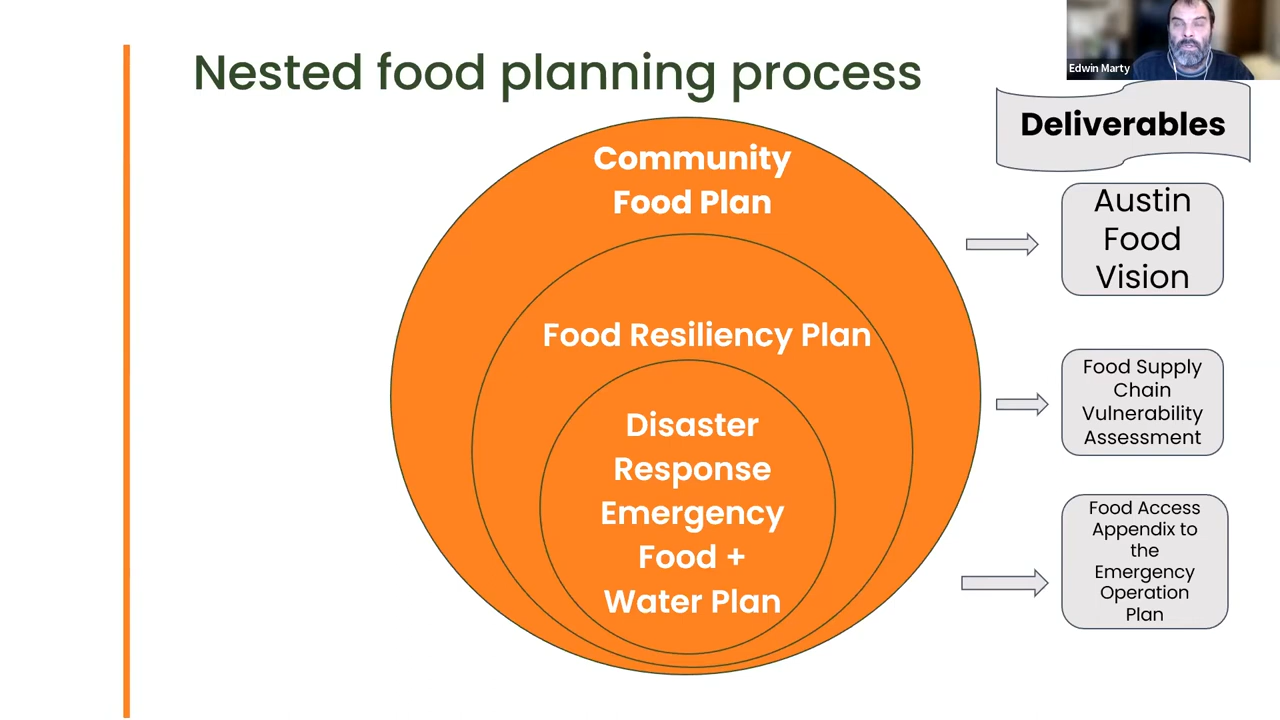 Nested food planning process
Edwin Marty
Deliverables
Community
Food Plan
Austin
Food
Vision
Food Resiliency Plan
Food Supply
Chain
Vulnerability
Assessment
Disaster
Response
Emergency
Food +
Water Plan
Food Access
Appendix to
the
Emergency
Operation
Plan